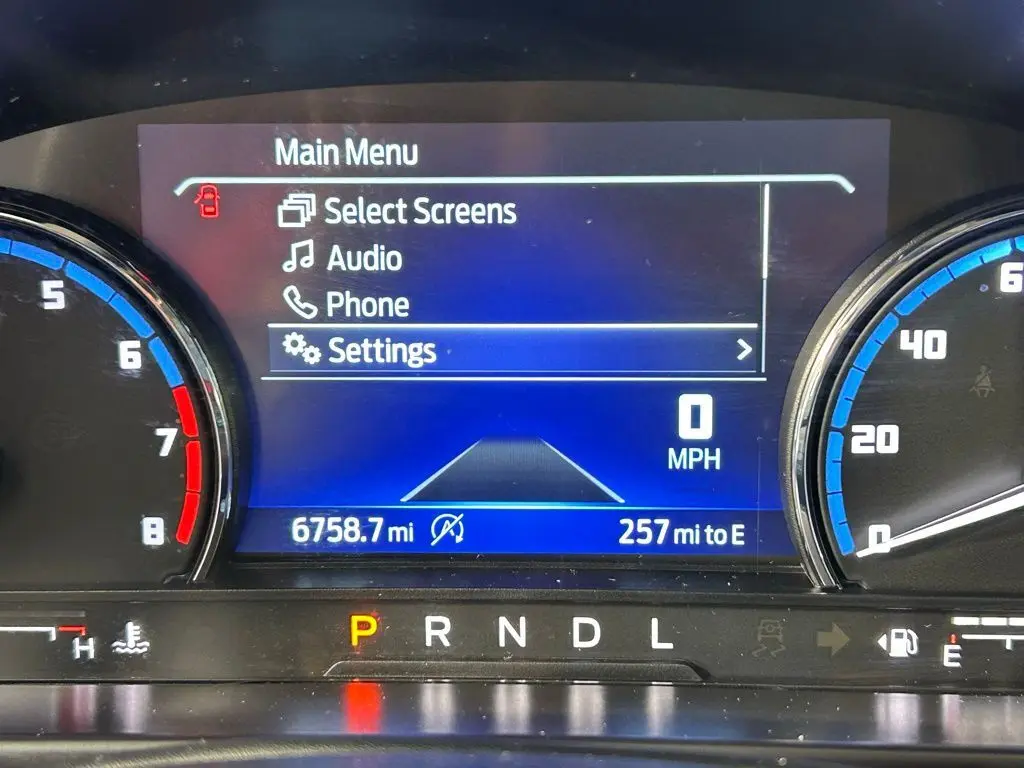 Main Menu
Select Screens
Audio
Phone
Settings
0
MPH
6758.7 mi
257 mi to E
5
6
7
8
6
40
20
0
H
P R N D L
E